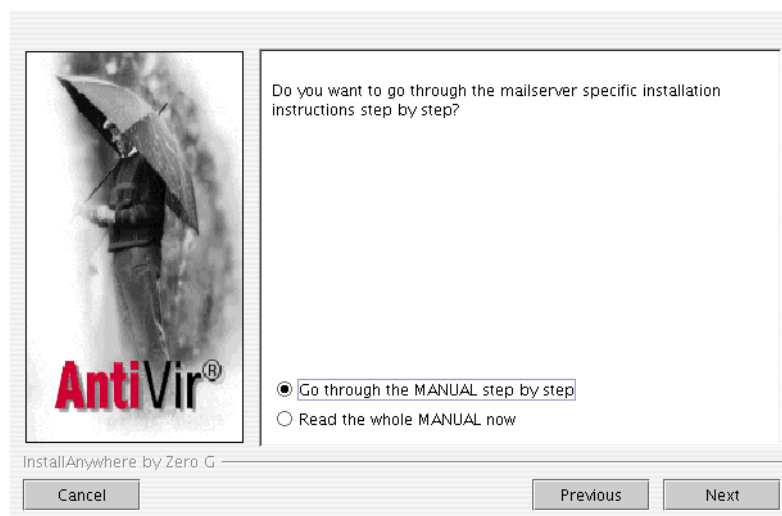 Do you want to go through the mailserver specific installation
instructions step by step?
AntiVir®
Go through the MANUAL step by step
Read the whole MANUAL now
InstallAnywhere by Zero G
Cancel
Previous
Next